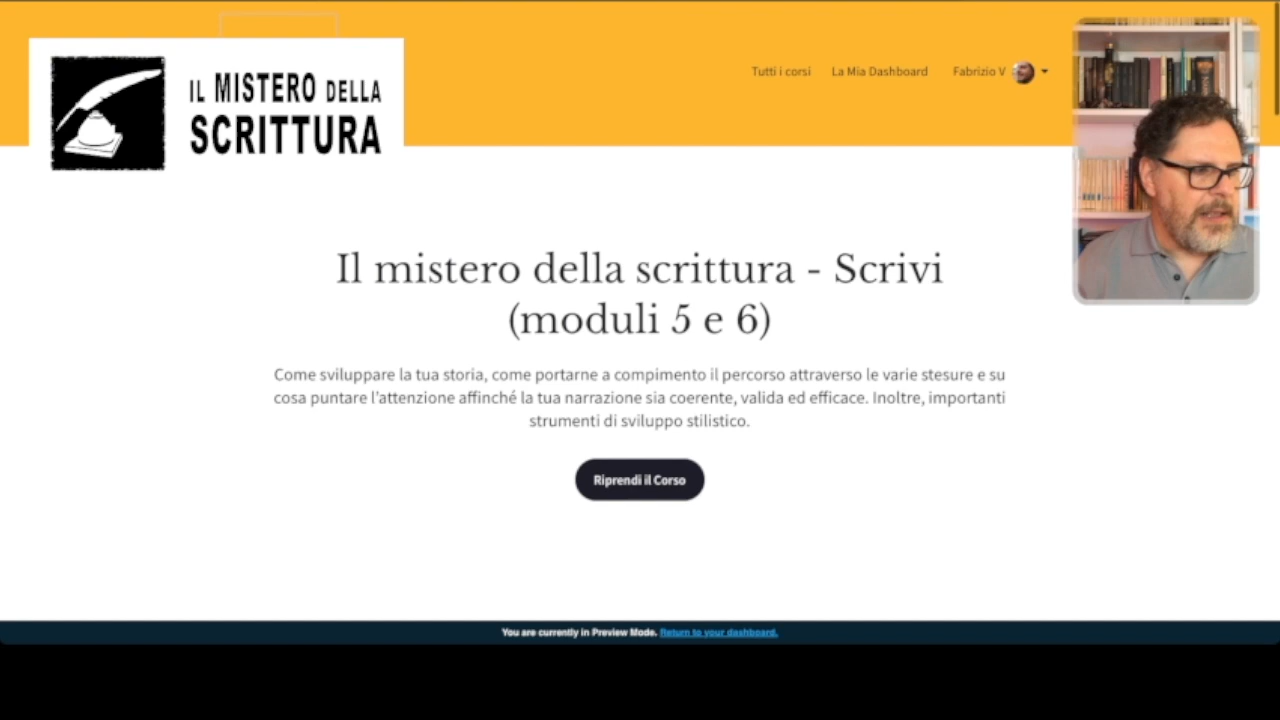 IL MISTERO DELLA
SCRITTURA
Tutti i corsi
La Mia Dashboard
Fabrizio V
Il mistero della scrittura - Scrivi
(moduli 5 e 6)
Come sviluppare la tua storia, come portarne a compimento il percorso attraverso le varie stesure e su
cosa puntare l'attenzione affinché la tua narrazione sia coerente, valida ed efficace. Inoltre, importanti
strumenti di sviluppo stilistico.
Riprendi il Corso
You are currently in Preview Mode. Return to your dashboard.